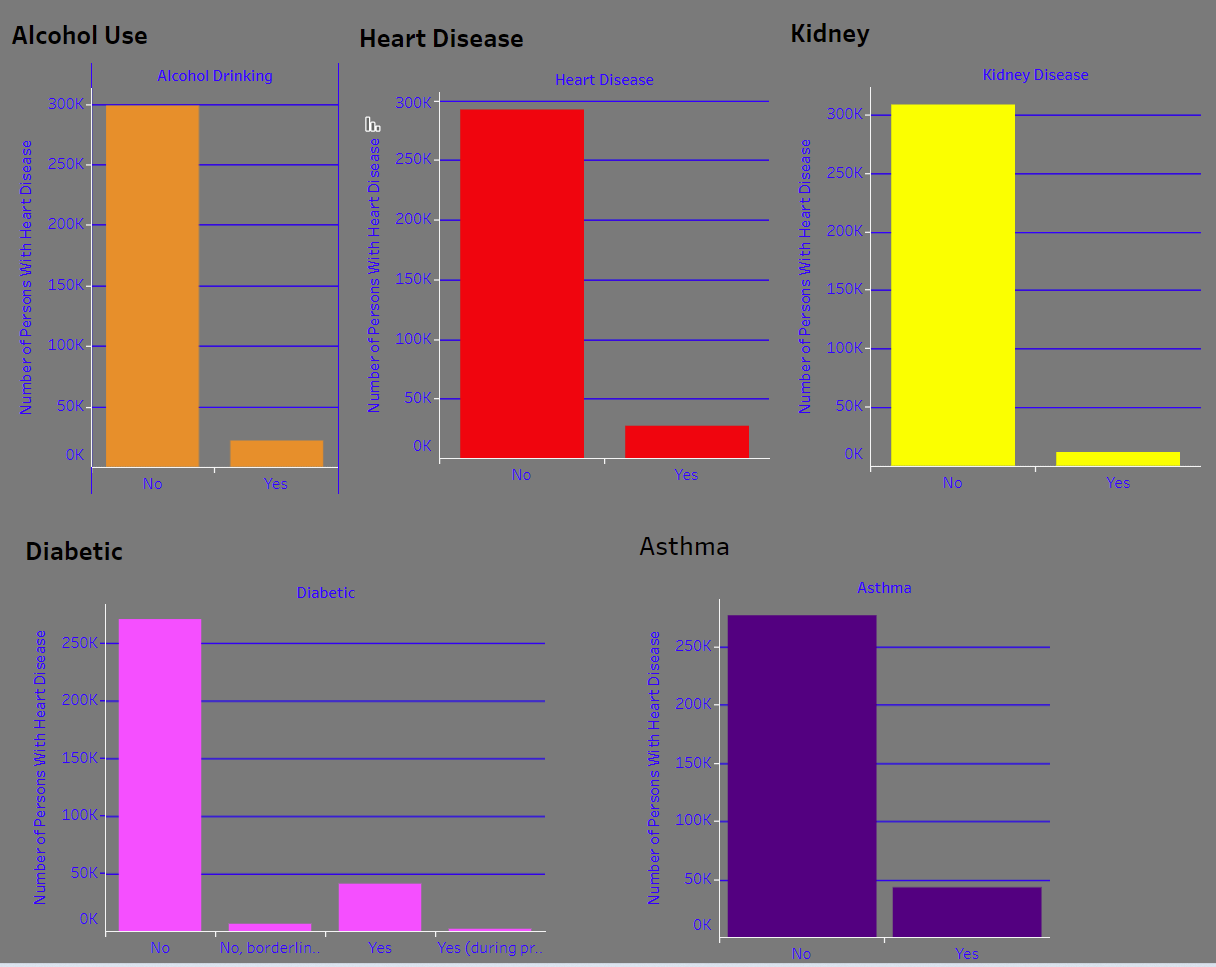 Alcohol Use
Alcohol Drinking
Number of Persons With Heart Disease
300K
250K
200K
150K
100K
50K
0K
No
Yes
Heart Disease
Heart Disease
Number of Persons With Heart Disease
300K
250K
200K
150K
100K
50K
0K
No
Yes
Kidney
Kidney Disease
Number of Persons With Heart Disease
300K
250K
200K
150K
100K
50K
0K
No
Yes
Diabetic
Diabetic
Number of Persons With Heart Disease
250K
200K
150K
100K
50K
0K
No
No, borderlin..
Yes
Yes (during pr..
Asthma
Asthma
Number of Persons With Heart Disease
250K
200K
150K
100K
50K
0K
No
Yes